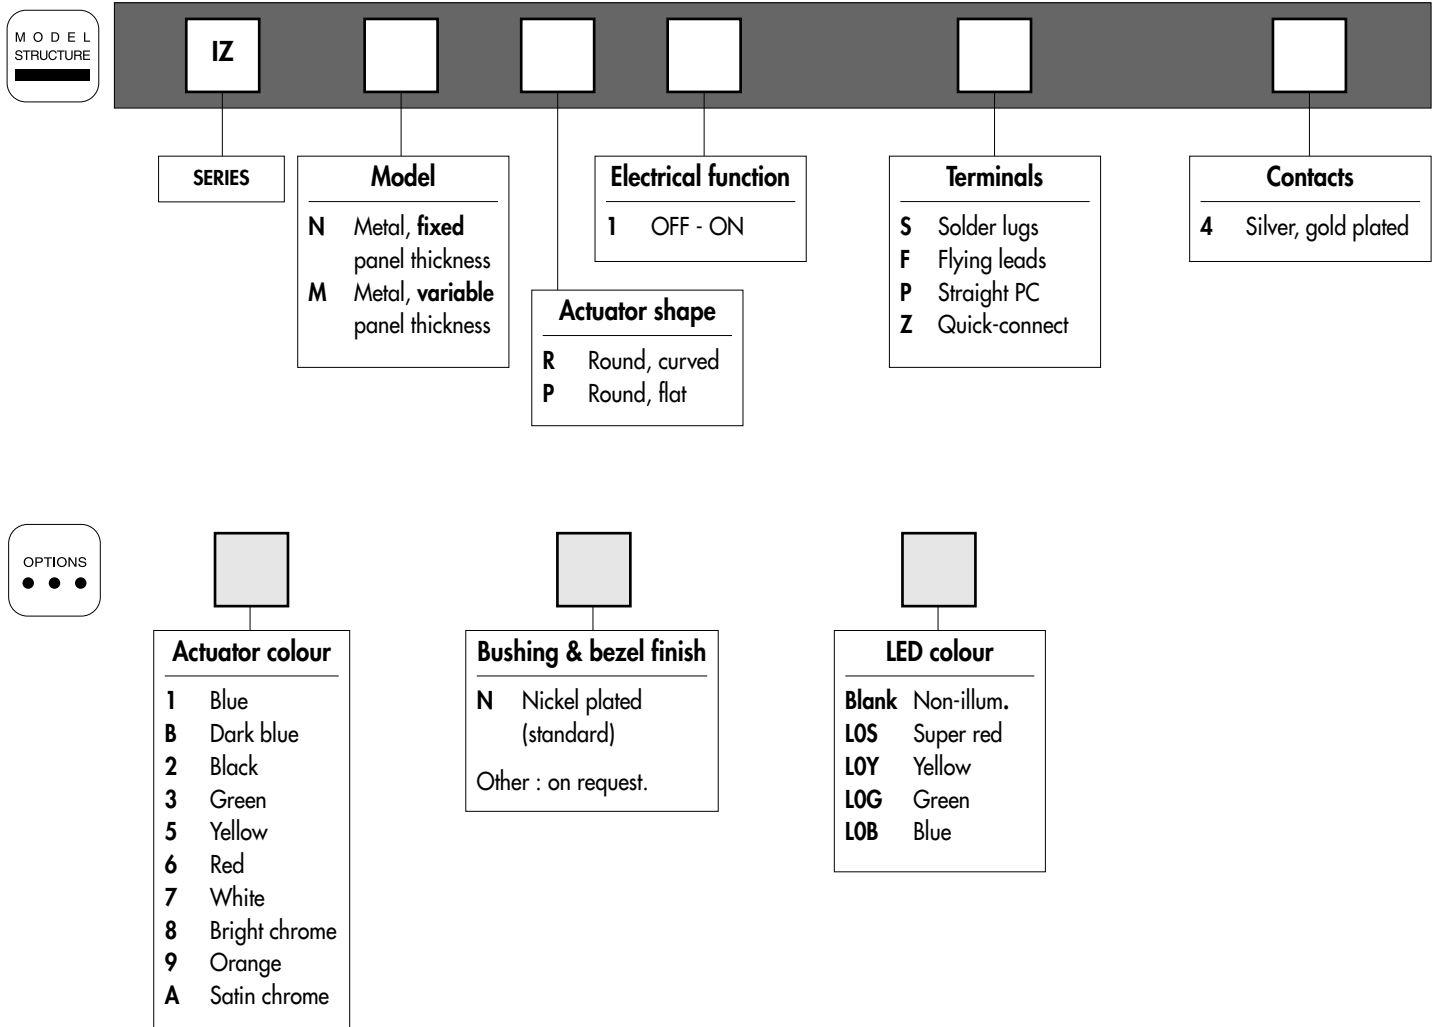 MODEL
STRUCTURE
IZ
SERIES
Model
N Metal, fixed
panel thickness
M Metal, variable
panel thickness
Actuator shape
R Round, curved
P Round, flat
Electrical function
1 OFF - ON
Terminals
S Solder lugs
F Flying leads
P Straight PC
Z Quick-connect
Contacts
4 Silver, gold plated
OPTIONS
Actuator colour
1 Blue
B Dark blue
2 Black
3 Green
5 Yellow
6 Red
7 White
8 Bright chrome
9 Orange
A Satin chrome
Bushing & bezel finish
N Nickel plated
(standard)
Other : on request.
LED colour
Blank Non-illum.
L0S Super red
L0Y Yellow
L0G Green
L0B Blue